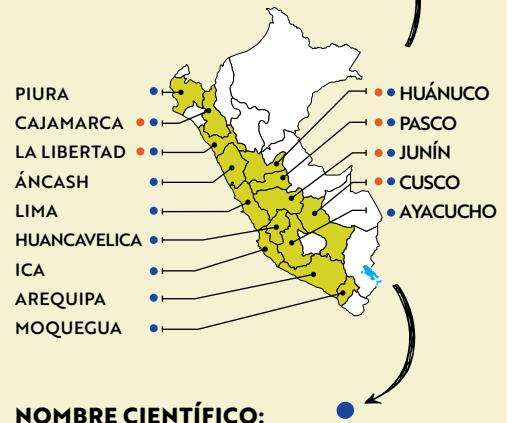 PIURA
CAJAMARCA
LA LIBERTAD
ÁNCASH
LIMA
HUANCAVELICA
ICA
AREQUIPA
MOQUEGUA
HUÁNUCO
PASCO
JUNÍN
CUSCO
AYACUCHO
NOMBRE CIENTÍFICO: